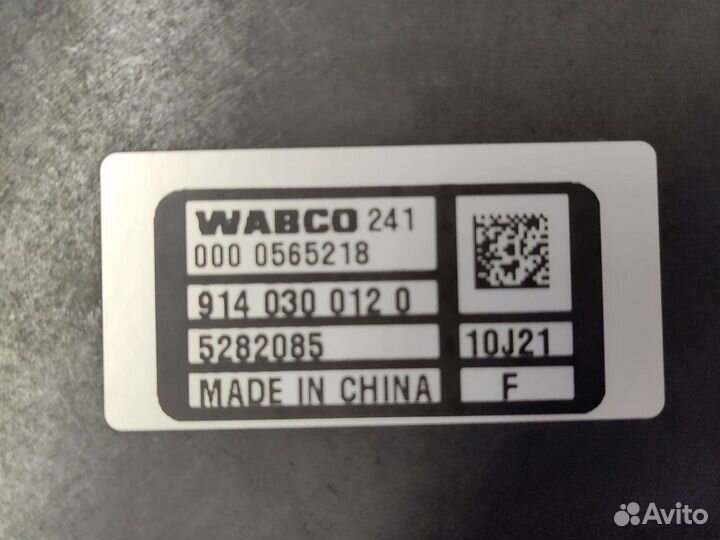 WABCO 241
000 0565218
914 030 012 0
5282085
10J21
MADE IN CHINA
F
Avito